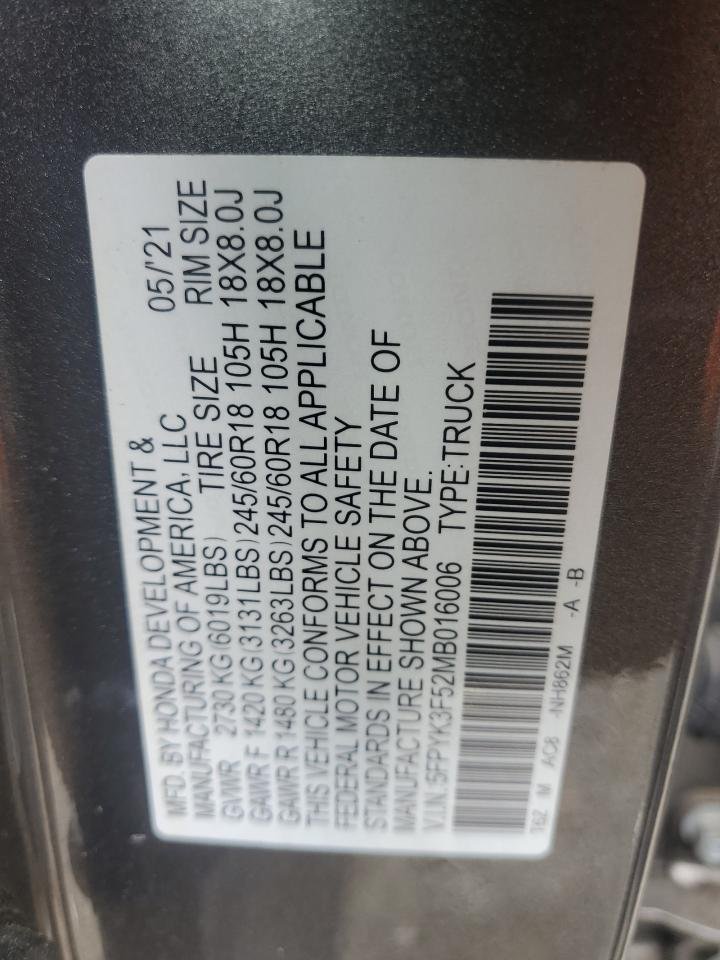 MFD. BY HONDA DEVELOPMENT &
MANUFACTURING OF AMERICA, LLC 05/'21
GVWR 2730 KG (6019LBS) TIRE SIZE RIM SIZE
GAWR F 1420 KG (3131LBS) 245/60R18 105H 18X8.0J
GAWR R 1480 KG (3263LBS) 245/60R18 105H 18X8.0J
THIS VEHICLE CONFORMS TO ALL APPLICABLE
FEDERAL MOTOR VEHICLE SAFETY
STANDARDS IN EFFECT ON THE DATE OF
MANUFACTURE SHOWN ABOVE.
V.I.N.:5FPYK3F52MB016006 TYPE:TRUCK
T6Z M AC8 -NH862M -A -B